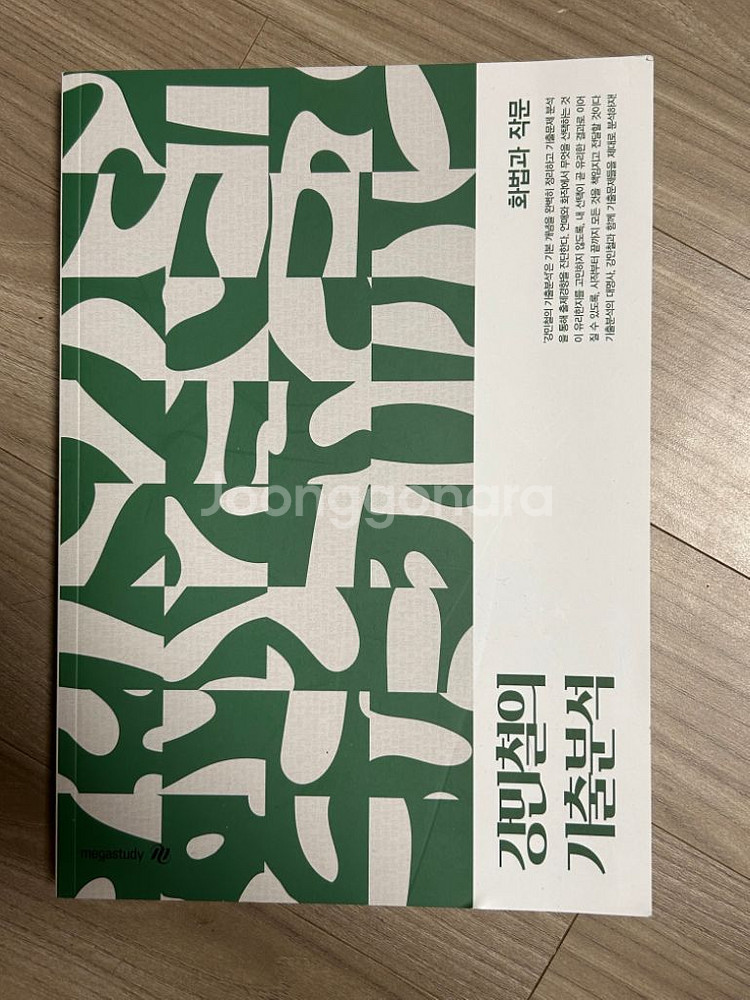 강민철의
기출분석
화법과 작문
'강민철의 기출분석'은 기본 개념을 완벽히 정리하고 기출문제 분석
을 통해 출제경향을 진단한다. 언매와 화작에서 무엇을 선택하는 것
이 유리한지를 고민하지 않도록, 내 선택이 곧 유리한 결과로 이어
질 수 있도록, 시작부터 끝까지 모든 것을 책임지고 전달할 것이다.
기출분석의 대명사, 강민철과 함께 기출문제들을 제대로 분석하자!
megastudy
Joonggonara